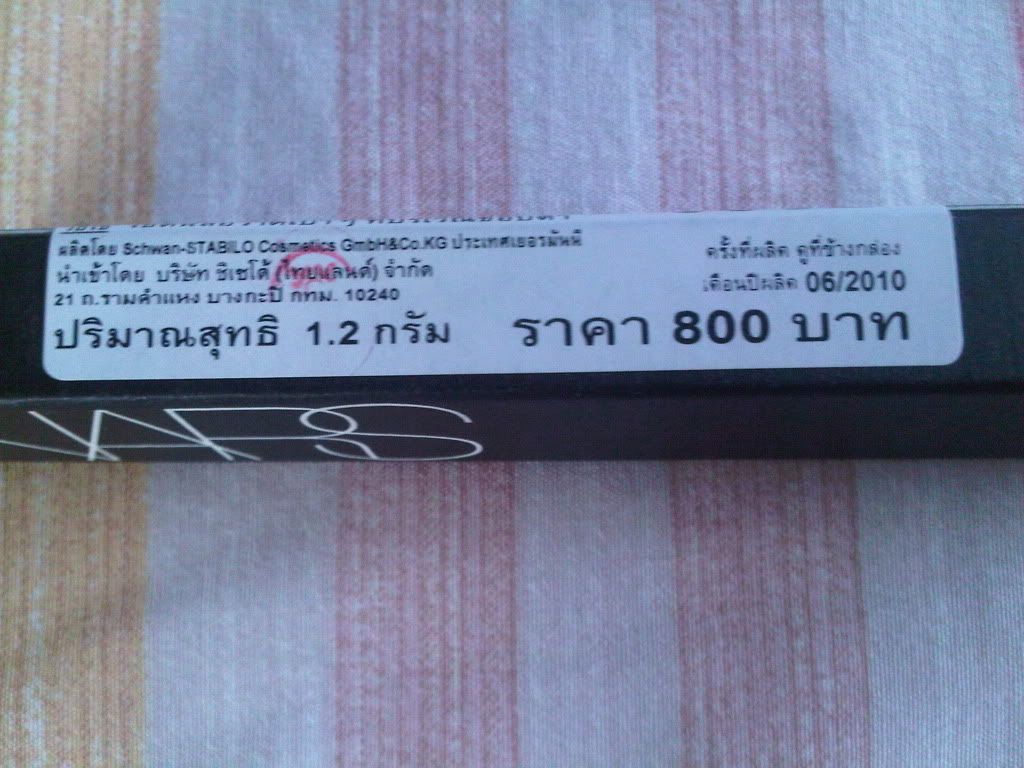 ผลิตโดย Schwan-STABILO Cosmetics GmbH&Co.KG ประเทศเยอรมันนี
นำเข้าโดย บริษัท ชิเชโด้ (ไทยแลนด์) จำกัด
21 ถ.รามคำแหง บางกะปิ กทม. 10240
ปริมาณสุทธิ 1.2 กรัม
ครั้งที่ผลิต ดูที่ข้างกล่อง
เดือนปีผลิต 06/2010
ราคา 800 บาท
NARS